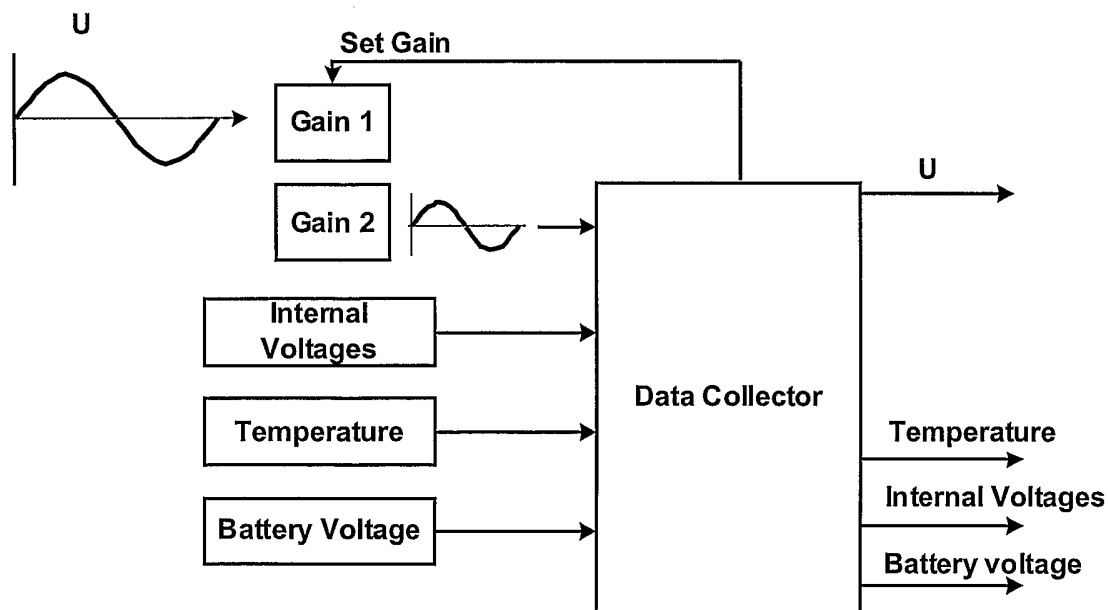 U
Set Gain
Gain 1
Gain 2
U
Internal
Voltages
Data Collector
Temperature
Temperature
Internal Voltages
Battery Voltage
Battery voltage